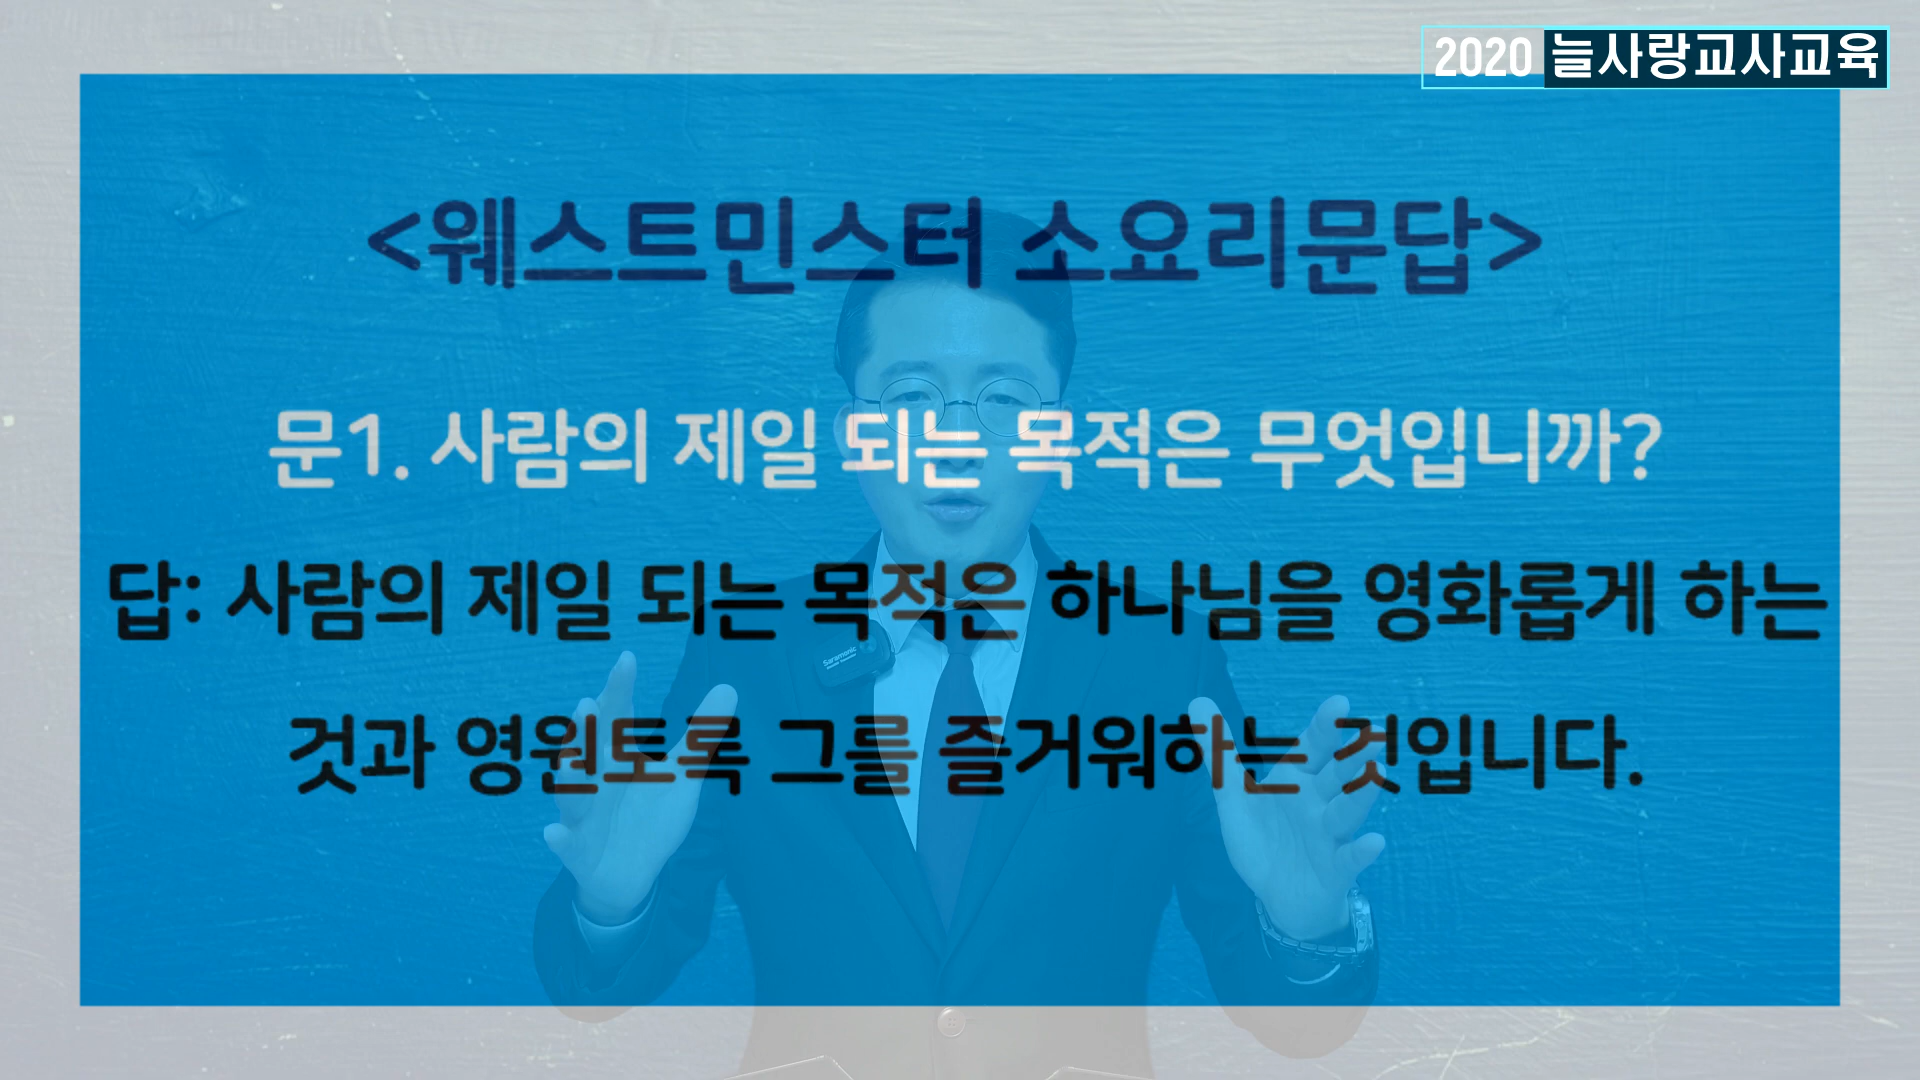 2020 늘사랑교사교육
<웨스트민스터 소요리문답>
문1. 사람의 제일 되는 목적은 무엇입니까?
답: 사람의 제일 되는 목적은 하나님을 영화롭게 하는
것과 영원토록 그를 즐거워하는 것입니다.
Saramonic